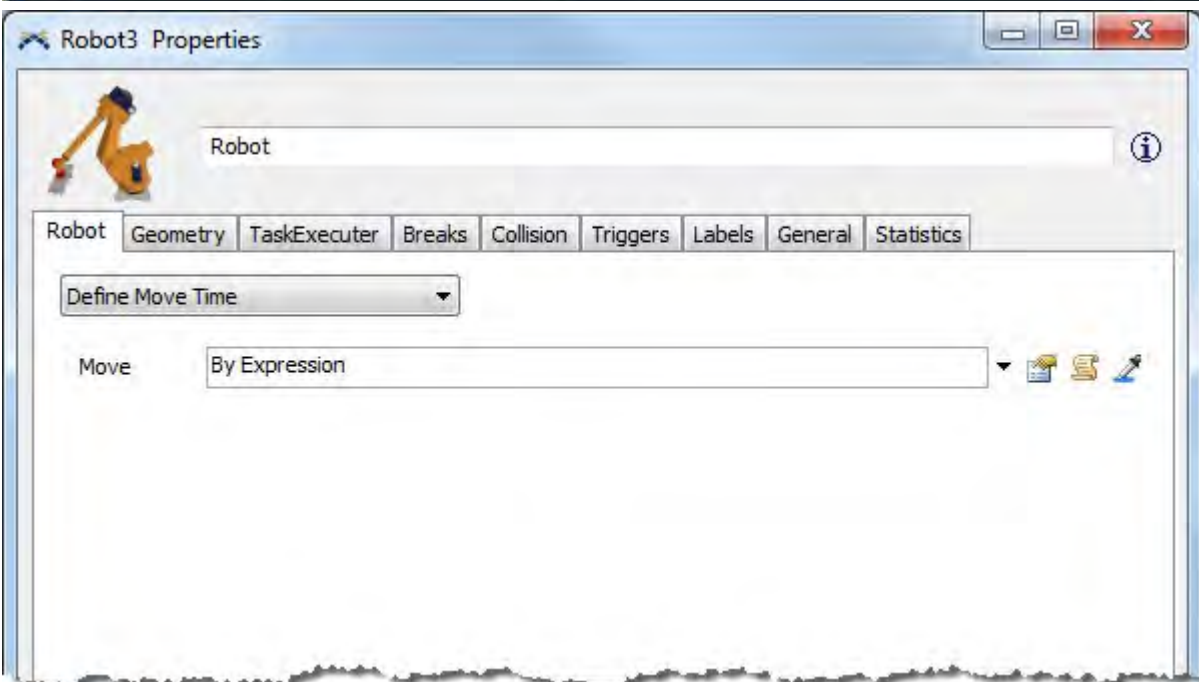 Robot3 Properties
Robot
Robot Geometry TaskExecuter Breaks Collision Triggers Labels General Statistics
Define Move Time
Move By Expression